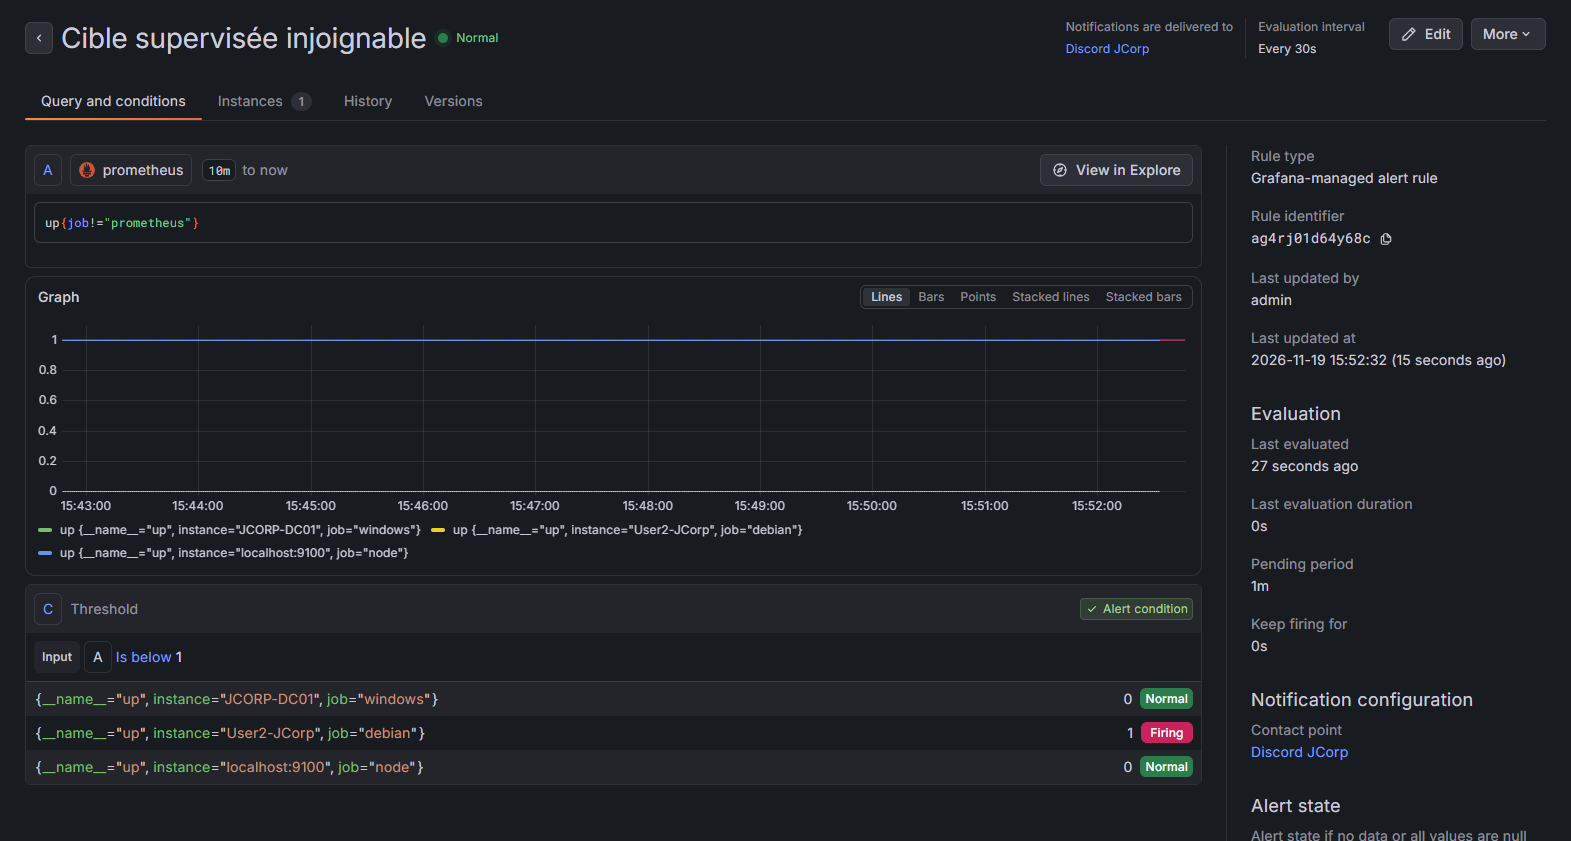 Cible supervisée injoignable
Normal
Notifications are delivered to
Discord JCorp
Evaluation interval
Every 30s
Edit
More
Query and conditions
Instances 1
History
Versions
A
prometheus
10m to now
View in Explore
up{job!="prometheus"}
Graph
Lines Bars Points Stacked lines Stacked bars
1
0.8
0.6
0.4
0.2
0
15:43:00 15:44:00 15:45:00 15:46:00 15:47:00 15:48:00 15:49:00 15:50:00 15:51:00 15:52:00
up {__name__="up", instance="JCORP-DC01", job="windows"} up {__name__="up", instance="User2-JCorp", job="debian"}
up {__name__="up", instance="localhost:9100", job="node"}
C Threshold
Alert condition
Input A Is below 1
{__name__="up", instance="JCORP-DC01", job="windows"} 0 Normal
{__name__="up", instance="User2-JCorp", job="debian"} 1 Firing
{__name__="up", instance="localhost:9100", job="node"} 0 Normal
Rule type
Grafana-managed alert rule
Rule identifier
ag4rj01d64y68c
Last updated by
admin
Last updated at
2026-11-19 15:52:32 (15 seconds ago)
Evaluation
Last evaluated
27 seconds ago
Last evaluation duration
0s
Pending period
1m
Keep firing for
0s
Notification configuration
Contact point
Discord JCorp
Alert state
Alert state if no data or all values are null